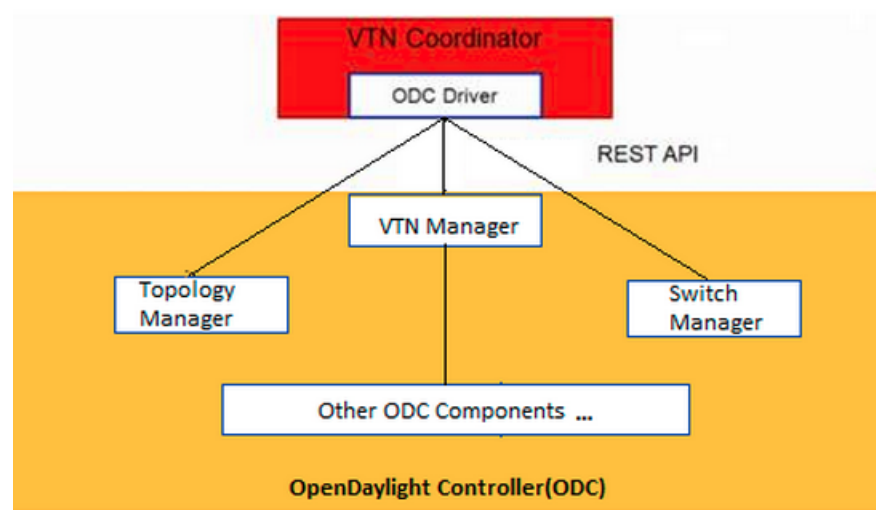 VTN Coordinator
ODC Driver
REST API
VTN Manager
Topology
Manager
Switch
Manager
Other ODC Components ...
OpenDaylight Controller(ODC)